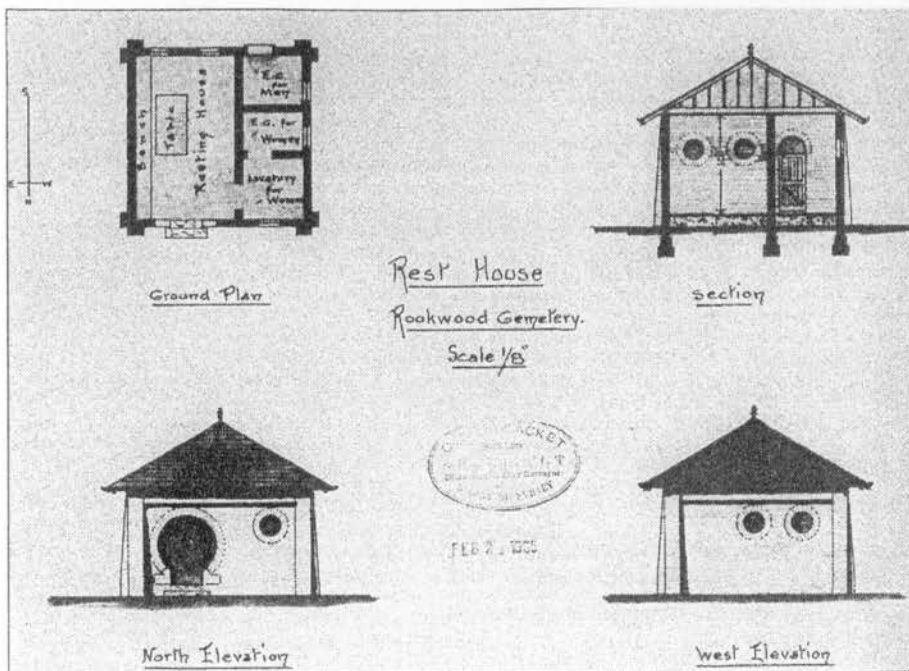 S
E W
E.C.
for
Men
E.C. for
Women
Lavatory
for
Women
Bench
Table
Resting House
Ground Plan
Rest House
Rookwood Cemetery.
Scale 1/8"
Section
FEB 2
North Elevation
West Elevation